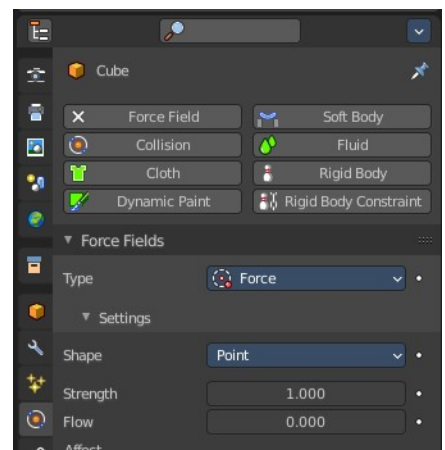 Cube
Force Field Soft Body
Collision Fluid
Cloth Rigid Body
Dynamic Paint Rigid Body Constraint
Force Fields
Type Force
Settings
Shape Point
Strength 1.000
Flow 0.000
Affect